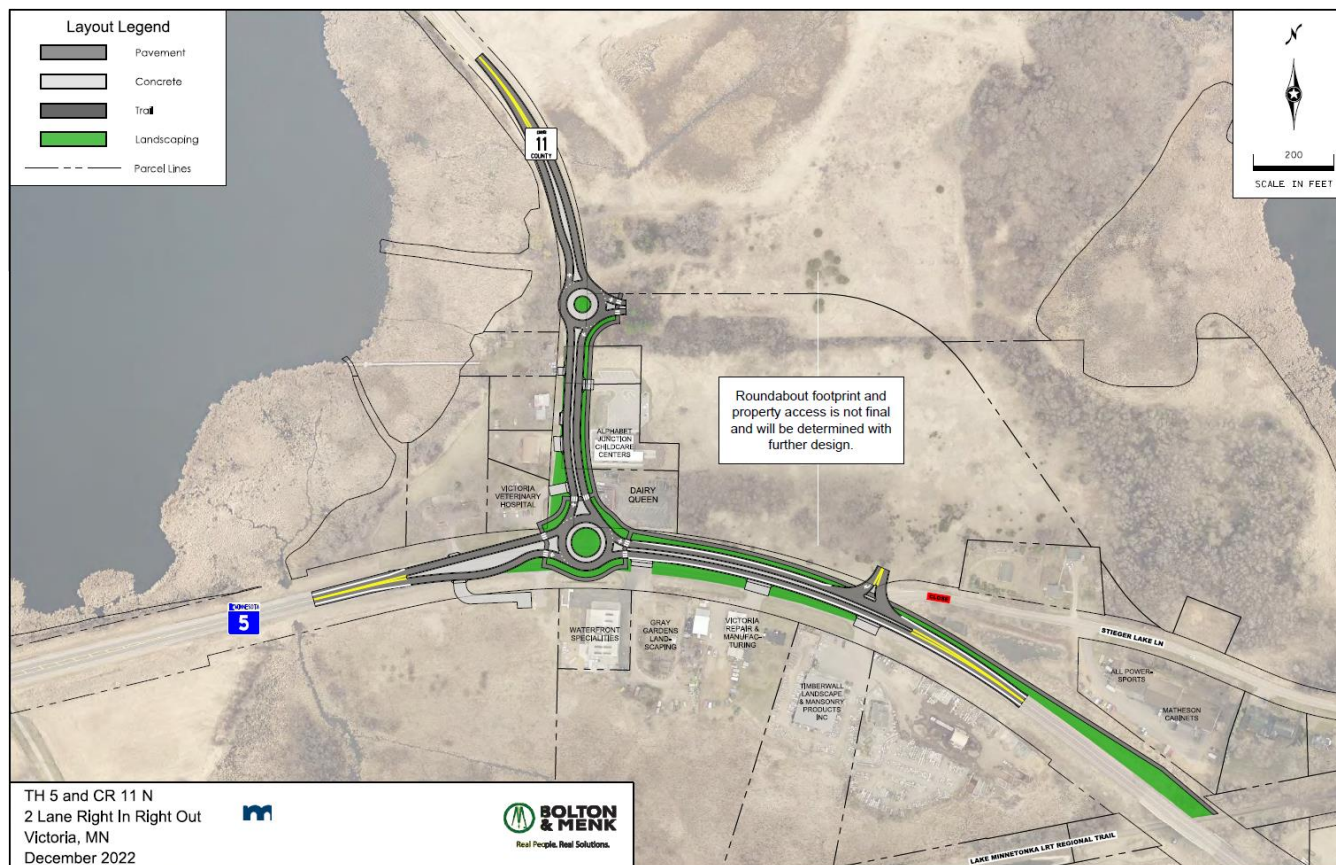 Layout Legend
Pavement
Concrete
Trail
Landscaping
Parcel Lines
N
200
SCALE IN FEET
11
COUNTY
Roundabout footprint and
property access is not final
and will be determined with
further design.
ALPHABET
JUNCTION
CHILDCARE
CENTERS
VICTORIA
VETERINARY
HOSPITAL
DAIRY
QUEEN
MINNESOTA
5
CLOSE
STIEGER LAKE LN
WATERFRONT
SPECIALITIES
GRAY
GARDENS
LAND-
SCAPING
VICTORIA
REPAIR &
MANUFAC-
TURING
TIMBERWALL
LANDSCAPE
& MANSONRY
PRODUCTS
INC
ALL POWER-
SPORTS
MATHESON
CABINETS
LAKE MINNETONKA LRT REGIONAL TRAIL
TH 5 and CR 11 N
2 Lane Right In Right Out
Victoria, MN
December 2022
m
BOLTON
& MENK
Real People. Real Solutions.